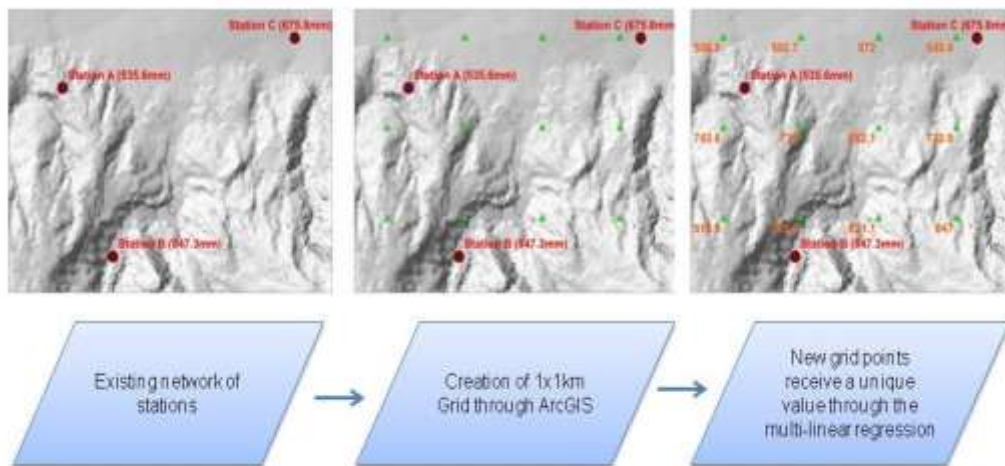 Station C (675.8mm)
Station A (535.6mm)
Station B (847.3mm)
Station C (675.8mm
Station A (535.6mm)
Station B (847.3mm)
Station C (675.8mm
572
Station A (535.6mm)
847
Station B (847.3mm)
Existing network of
stations
Creation of 1x1km
Grid through ArcGIS
New grid points
receive a unique
value through the
multi-linear regression